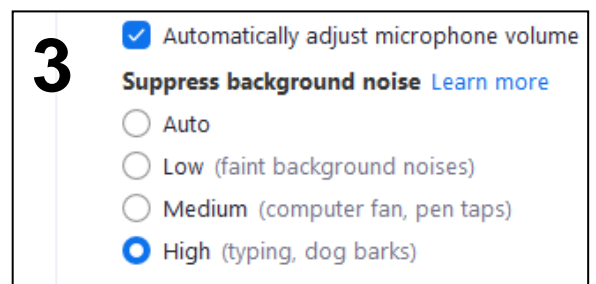 3
Automatically adjust microphone volume
Suppress background noise Learn more
Auto
Low (faint background noises)
Medium (computer fan, pen taps)
High (typing, dog barks)